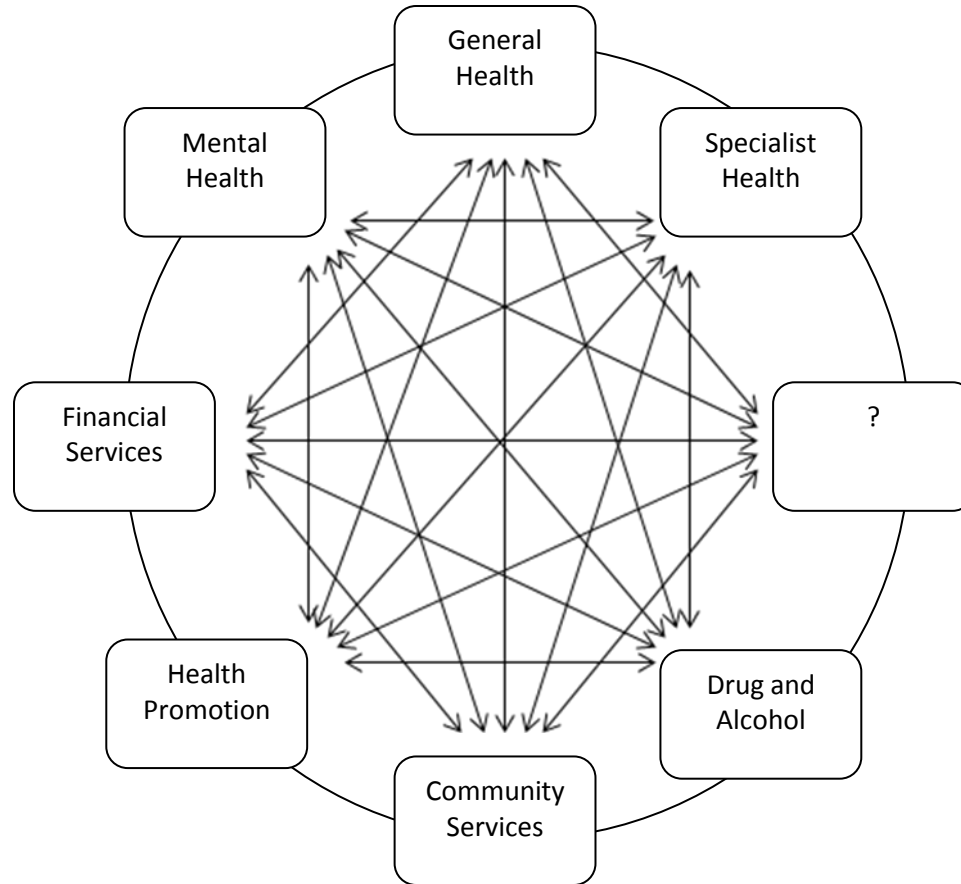 General
Health
Mental
Health
Specialist
Health
Financial
Services
?
Health
Promotion
Drug and
Alcohol
Community
Services